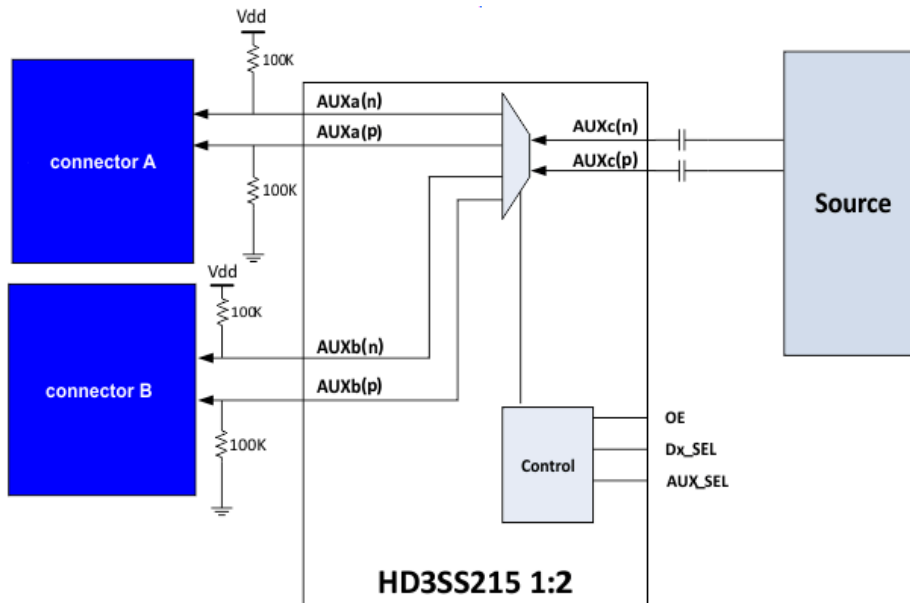 Vdd
100K
AUXa(n)
AUXa(p)
connector A
100K
AUXc(n)
AUXc(p)
Source
Vdd
100K
AUXb(n)
connector B
AUXb(p)
100K
OE
Control
Dx_SEL
AUX_SEL
HD3SS215 1:2